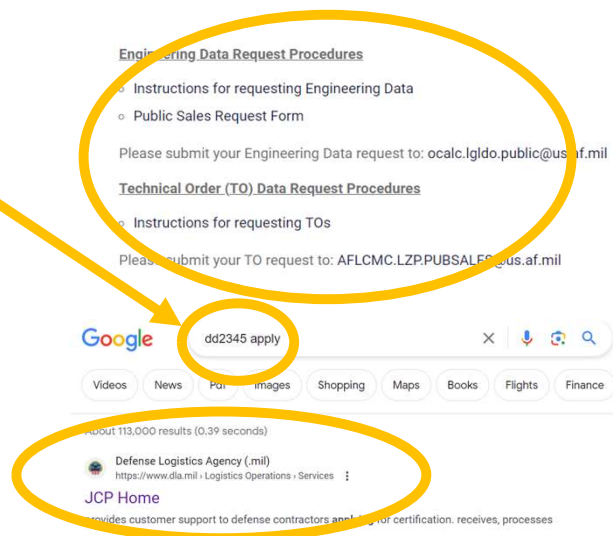 Engineering Data Request Procedures
Instructions for requesting Engineering Data
Public Sales Request Form
Please submit your Engineering Data request to: ocalc.lgldo.public@us.af.mil
Technical Order (TO) Data Request Procedures
Instructions for requesting TOs
Please submit your TO request to: AFLCMC.LZP.PUBSALES@us.af.mil
Google dd2345 apply
Videos News Pdf Images Shopping Maps Books Flights Finance
About 113,000 results (0.39 seconds)
Defense Logistics Agency (.mil)
https://www.dla.mil › Logistics Operations › Services
JCP Home
provides customer support to defense contractors applying for certification. receives, processes